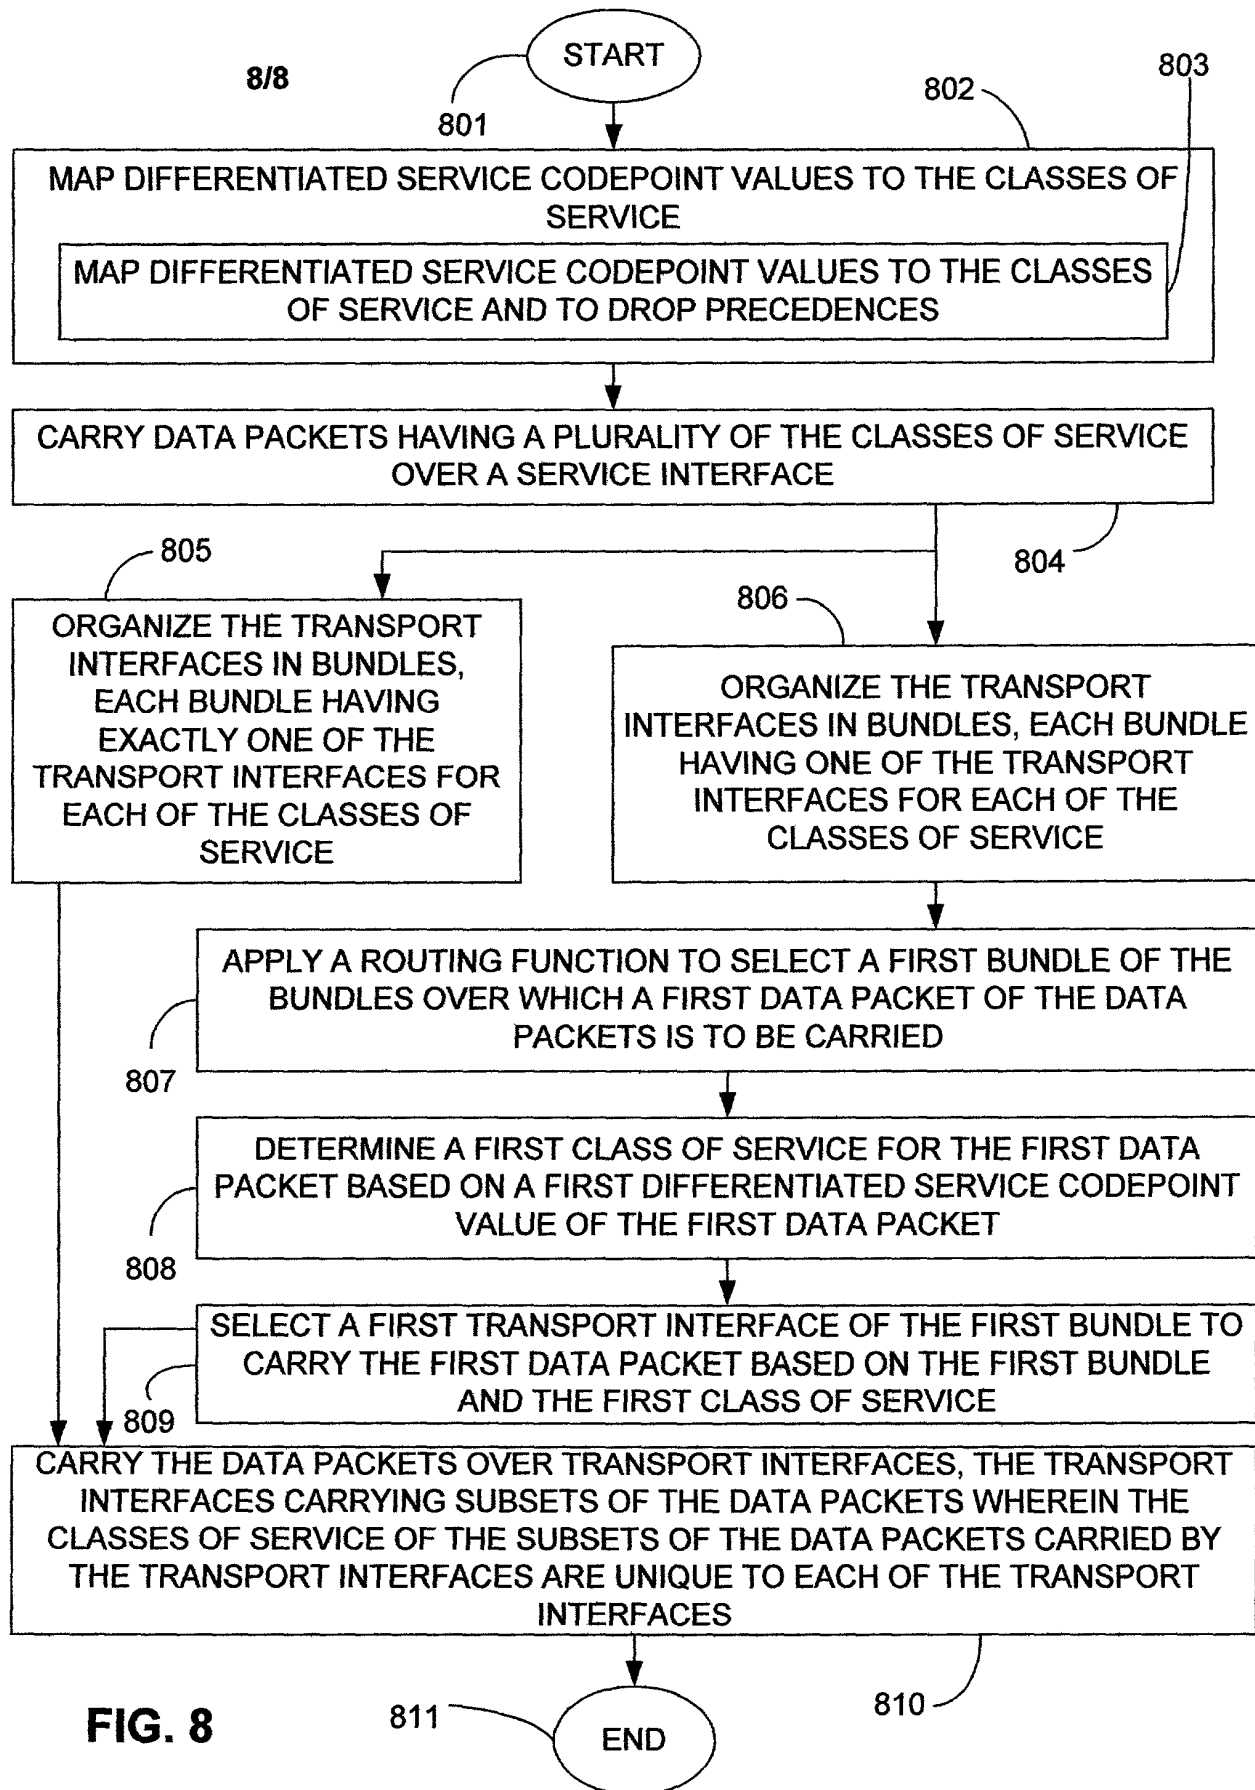 START
8/8
803
802
801
MAP DIFFERENTIATED SERVICE CODEPOINT VALUES TO THE CLASSES OF
SERVICE
MAP DIFFERENTIATED SERVICE CODEPOINT VALUES TO THE CLASSES
OF SERVICE AND TO DROP PRECEDENCES
CARRY DATA PACKETS HAVING A PLURALITY OF THE CLASSES OF SERVICE
OVER A SERVICE INTERFACE
805
804
806
ORGANIZE THE TRANSPORT
INTERFACES IN BUNDLES,
EACH BUNDLE HAVING
EXACTLY ONE OF THE
TRANSPORT INTERFACES FOR
EACH OF THE CLASSES OF
SERVICE
ORGANIZE THE TRANSPORT
INTERFACES IN BUNDLES, EACH BUNDLE
HAVING ONE OF THE TRANSPORT
INTERFACES FOR EACH OF THE
CLASSES OF SERVICE
APPLY A ROUTING FUNCTION TO SELECT A FIRST BUNDLE OF THE
BUNDLES OVER WHICH A FIRST DATA PACKET OF THE DATA
PACKETS IS TO BE CARRIED
807
DETERMINE A FIRST CLASS OF SERVICE FOR THE FIRST DATA
PACKET BASED ON A FIRST DIFFERENTIATED SERVICE CODEPOINT
VALUE OF THE FIRST DATA PACKET
808
SELECT A FIRST TRANSPORT INTERFACE OF THE FIRST BUNDLE TO
CARRY THE FIRST DATA PACKET BASED ON THE FIRST BUNDLE
AND THE FIRST CLASS OF SERVICE
809
CARRY THE DATA PACKETS OVER TRANSPORT INTERFACES, THE TRANSPORT
INTERFACES CARRYING SUBSETS OF THE DATA PACKETS WHEREIN THE
CLASSES OF SERVICE OF THE SUBSETS OF THE DATA PACKETS CARRIED BY
THE TRANSPORT INTERFACES ARE UNIQUE TO EACH OF THE TRANSPORT
INTERFACES
810
FIG. 8
811
END